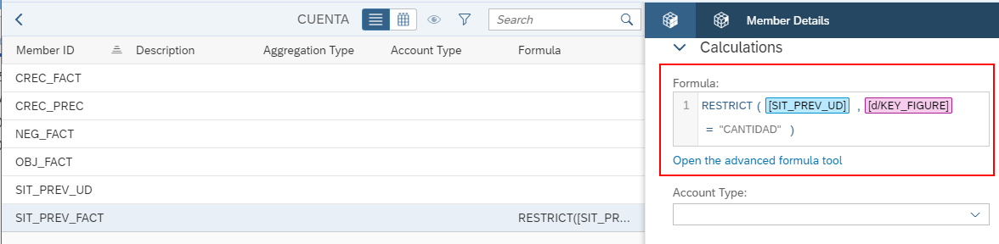 CUENTA
Search
Member ID Description Aggregation Type Account Type Formula
CREC_FACT
CREC_PREC
NEG_FACT
OBJ_FACT
SIT_PREV_UD
SIT_PREV_FACT RESTRICT([SIT_PR...
Member Details
Calculations
Formula:
1 RESTRICT ( [SIT_PREV_UD] , [d/KEY_FIGURE]
= "CANTIDAD" )
Open the advanced formula tool
Account Type: